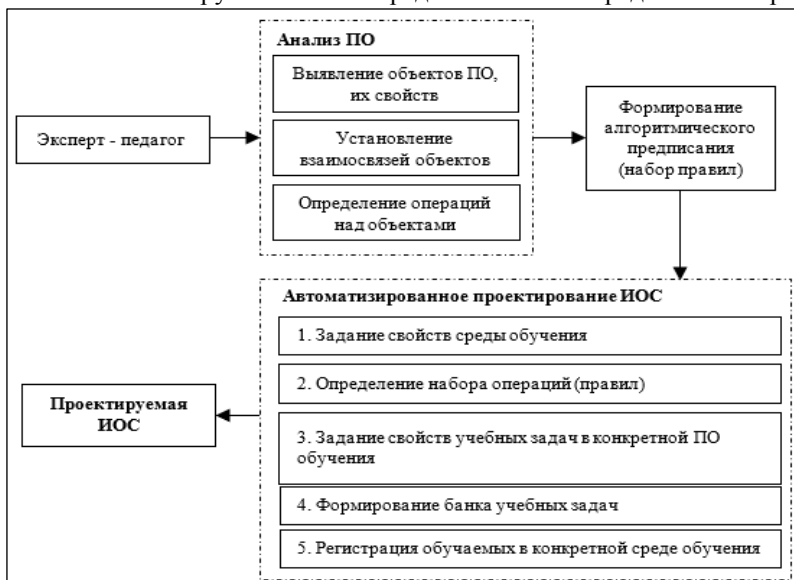 Анализ ПО
Выявление объектов ПО,
их свойств
Эксперт - педагог
Установление
взаимосвязей объектов
Определение операций
над объектами
Формирование
алгоритмического
предписания
(набор правил)
Автоматизированное проектирование ИОС
1. Задание свойств среды обучения
2. Определение набора операций (правил)
3. Задание свойств учебных задач в конкретной ПО
обучения
4. Формирование банка учебных задач
5. Регистрация обучаемых в конкретной среде обучения
Проектируемая
ИОС